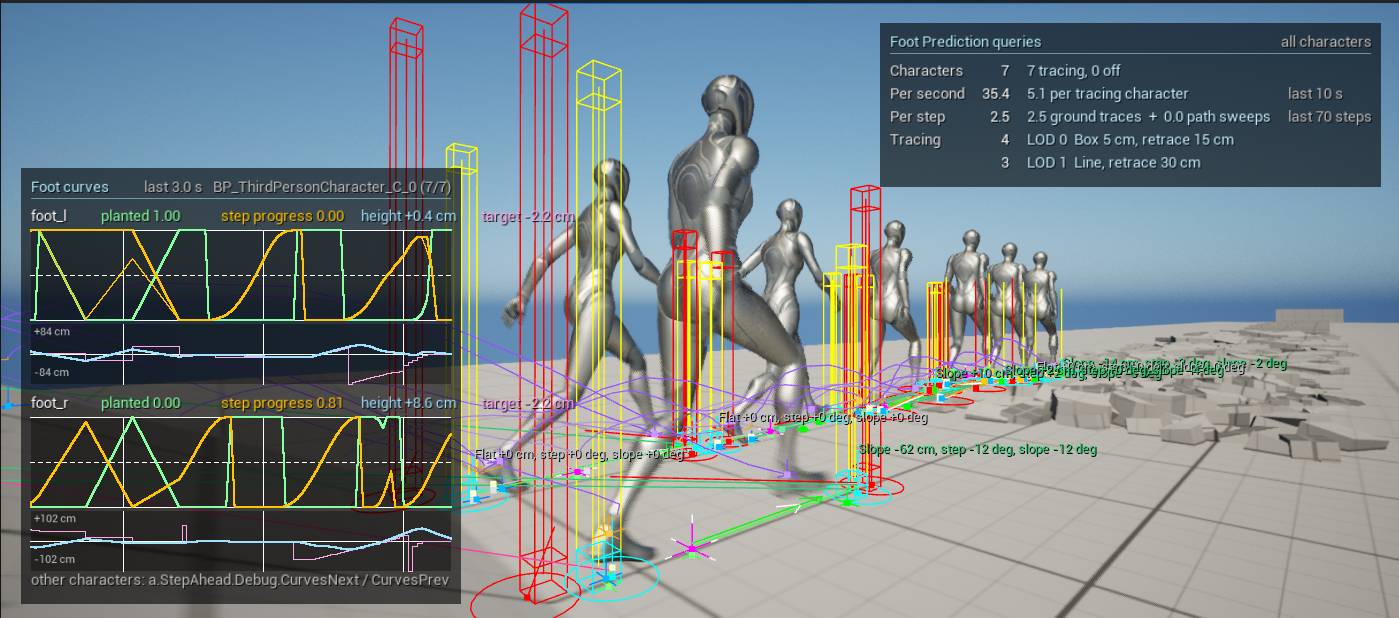 Foot Prediction queries all characters
Characters 7 7 tracing, 0 off
Per second 35.4 5.1 per tracing character last 10 s
Per step 2.5 2.5 ground traces + 0.0 path sweeps last 70 steps
Tracing 4 LOD 0 Box 5 cm, retrace 15 cm
3 LOD 1 Line, retrace 30 cm
Foot curves last 3.0 s BP_ThirdPersonCharacter_C_0 (7/7)
foot_l planted 1.00 step progress 0.00 height +0.4 cm target -2.2 cm
+84 cm
-84 cm
foot_r planted 0.00 step progress 0.81 height +8.6 cm target -2.2 cm
+102 cm
-102 cm
other characters: a.StepAhead.Debug.CurvesNext / CurvesPrev
Flat +0 cm, step +0 deg, slope +0 deg
Flat +0 cm, step +0 deg, slope +0 deg
Slope -62 cm, step -12 deg, slope -12 deg